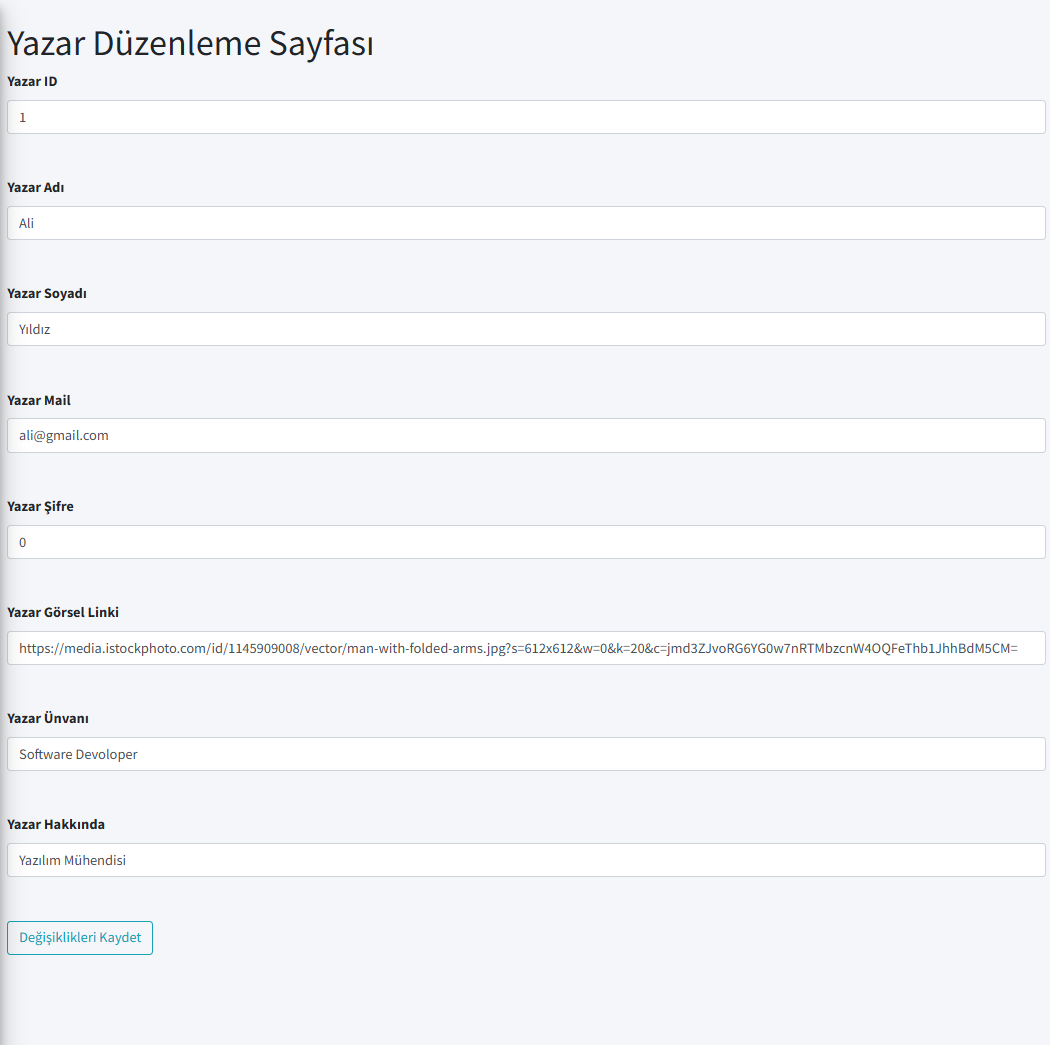 Yazar Düzenleme Sayfası
Yazar ID
1
Yazar Adı
Ali
Yazar Soyadı
Yıldız
Yazar Mail
ali@gmail.com
Yazar Şifre
0
Yazar Görsel Linki
https://media.istockphoto.com/id/1145909008/vector/man-with-folded-arms.jpg?s=612x612&w=0&k=20&c=jmd3ZJvoRG6YG0w7nRTMbzcnW4OQFeThb1JhhBdM5CM=
Yazar Ünvanı
Software Devoloper
Yazar Hakkında
Yazılım Mühendisi
Değişiklikleri Kaydet